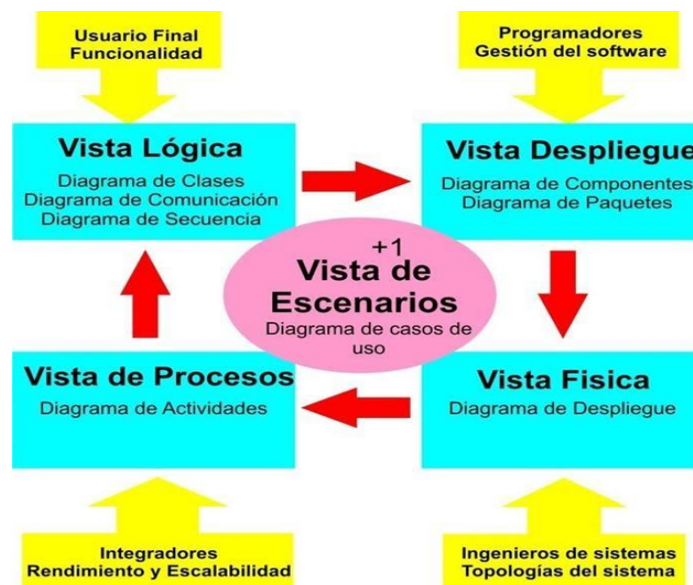 Usuario Final
Funcionalidad
Programadores
Gestión del software
Vista Lógica
Diagrama de Clases
Diagrama de Comunicación
Diagrama de Secuencia
Vista Despliegue
Diagrama de Componentes
Diagrama de Paquetes
+1
Vista de
Escenarios
Diagrama de casos de
uso
Vista de Procesos
Diagrama de Actividades
Vista Fisica
Diagrama de Despliegue
Integradores
Rendimiento y Escalabilidad
Ingenieros de sistemas
Topologías del sistema